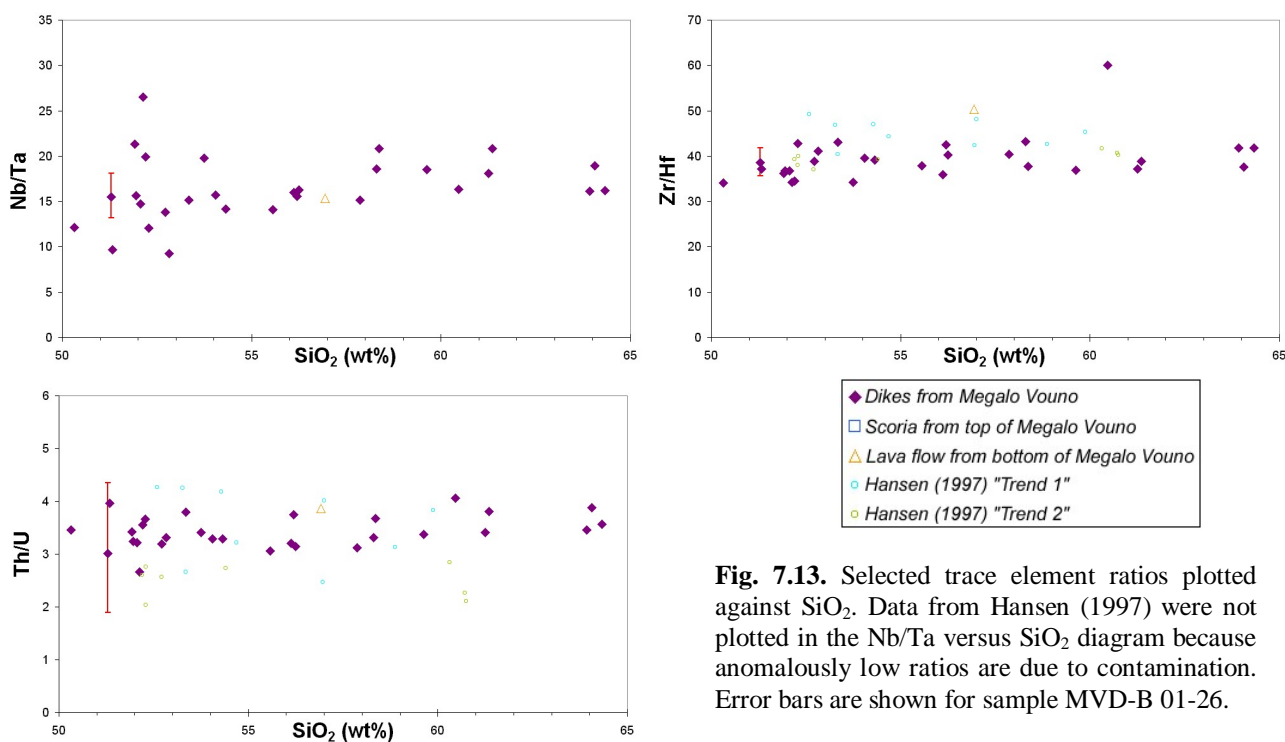 35
30
25
20
15
10
5
0
Nb/Ta
50 55 60 65
SiO2 (wt%)
70
60
50
40
30
20
10
0
Zr/Hf
50 55 60 65
SiO2 (wt%)
6
5
4
3
2
1
0
Th/U
50 55 60 65
SiO2 (wt%)
Dikes from Megalo Vouno
Scoria from top of Megalo Vouno
Lava flow from bottom of Megalo Vouno
Hansen (1997) "Trend 1"
Hansen (1997) "Trend 2"
Fig. 7.13. Selected trace element ratios plotted
against SiO2. Data from Hansen (1997) were not
plotted in the Nb/Ta versus SiO2 diagram because
anomalously low ratios are due to contamination.
Error bars are shown for sample MVD-B 01-26.